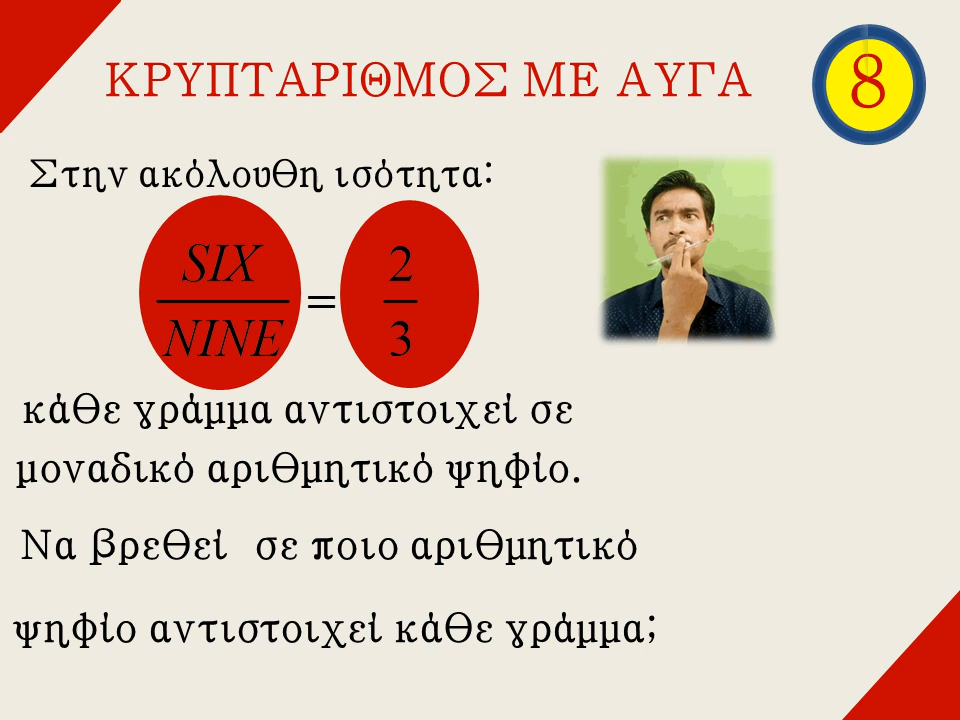 ΚΡΥΠΤΑΡΙΘΜΟΣ ΜΕ ΑΥΓΑ
8
Στην ακόλουθη ισότητα:
SIX
NINE
=
2
3
κάθε γράμμα αντιστοιχεί σε
μοναδικό αριθμητικό ψηφίο.
Να βρεθεί σε ποιο αριθμητικό
ψηφίο αντιστοιχεί κάθε γράμμα;